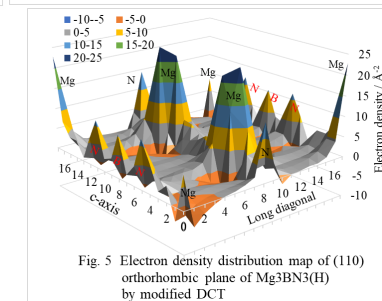 -10--5 -5-0
0-5 5-10
10-15 15-20
20-25
25
20
15
10
5
0
-5
-10
Electron density / Å-2
Mg
N
Mg
Mg
Mg
N
B
N
Mg
N
Mg
16 14 12 10 8 6 4 2 0
c-axis
0 2 4 6 8 10 12 14 16
Long diagonal
Fig. 5 Electron density distribution map of (110)
orthorhombic plane of Mg3BN3(H)
by modified DCT